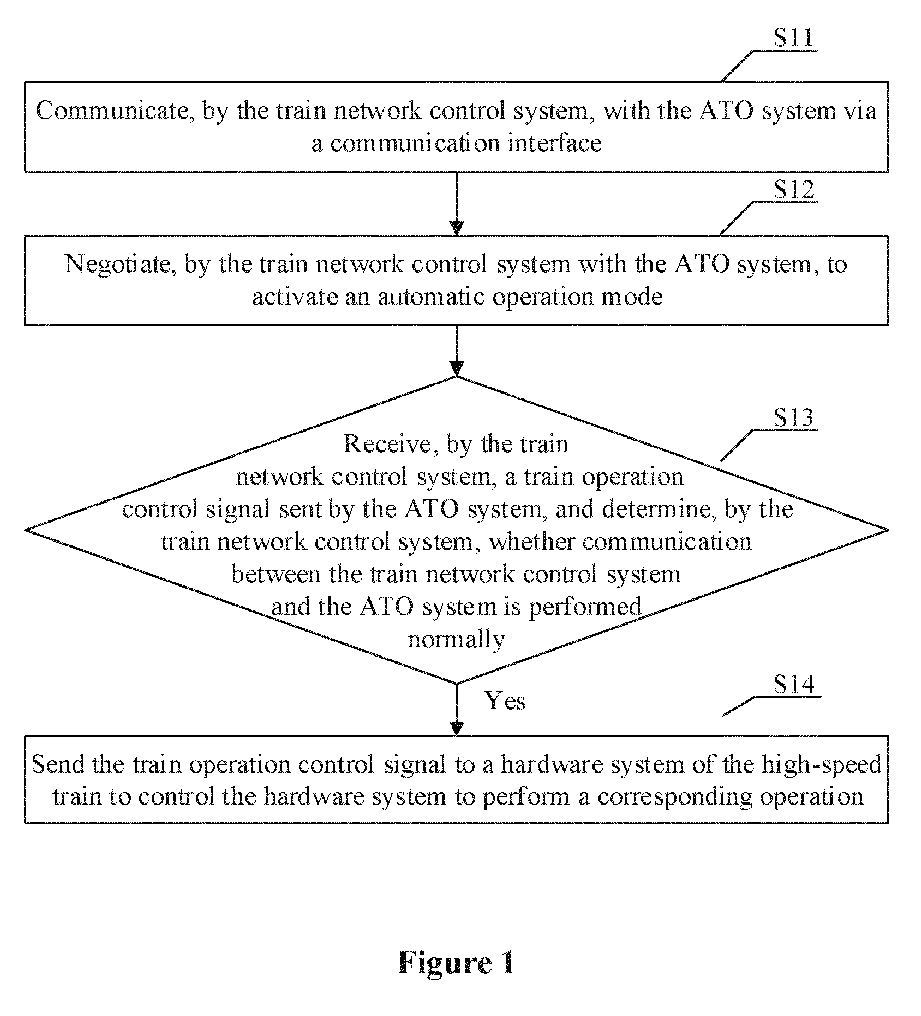 S11
Communicate, by the train network control system, with the ATO system via
a communication interface
S12
Negotiate, by the train network control system with the ATO system, to
activate an automatic operation mode
S13
Receive, by the train
network control system, a train operation
control signal sent by the ATO system, and determine, by the
train network control system, whether communication
between the train network control system
and the ATO system is performed
normally
Yes
S14
Send the train operation control signal to a hardware system of the high-speed
train to control the hardware system to perform a corresponding operation
Figure 1